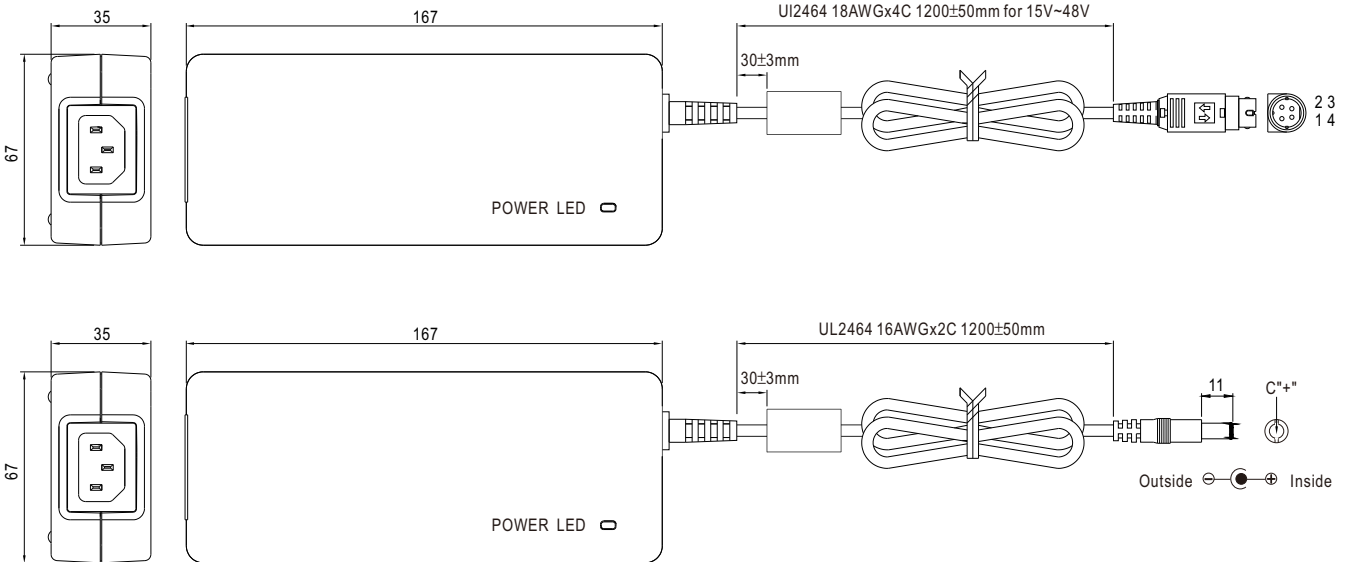 35
167
UI2464 18AWGx4C 1200±50mm for 15V~48V
30±3mm
67
2 3
1 4
POWER LED
35
167
UL2464 16AWGx2C 1200±50mm
30±3mm
11
C"+"
67
Outside
Inside
POWER LED